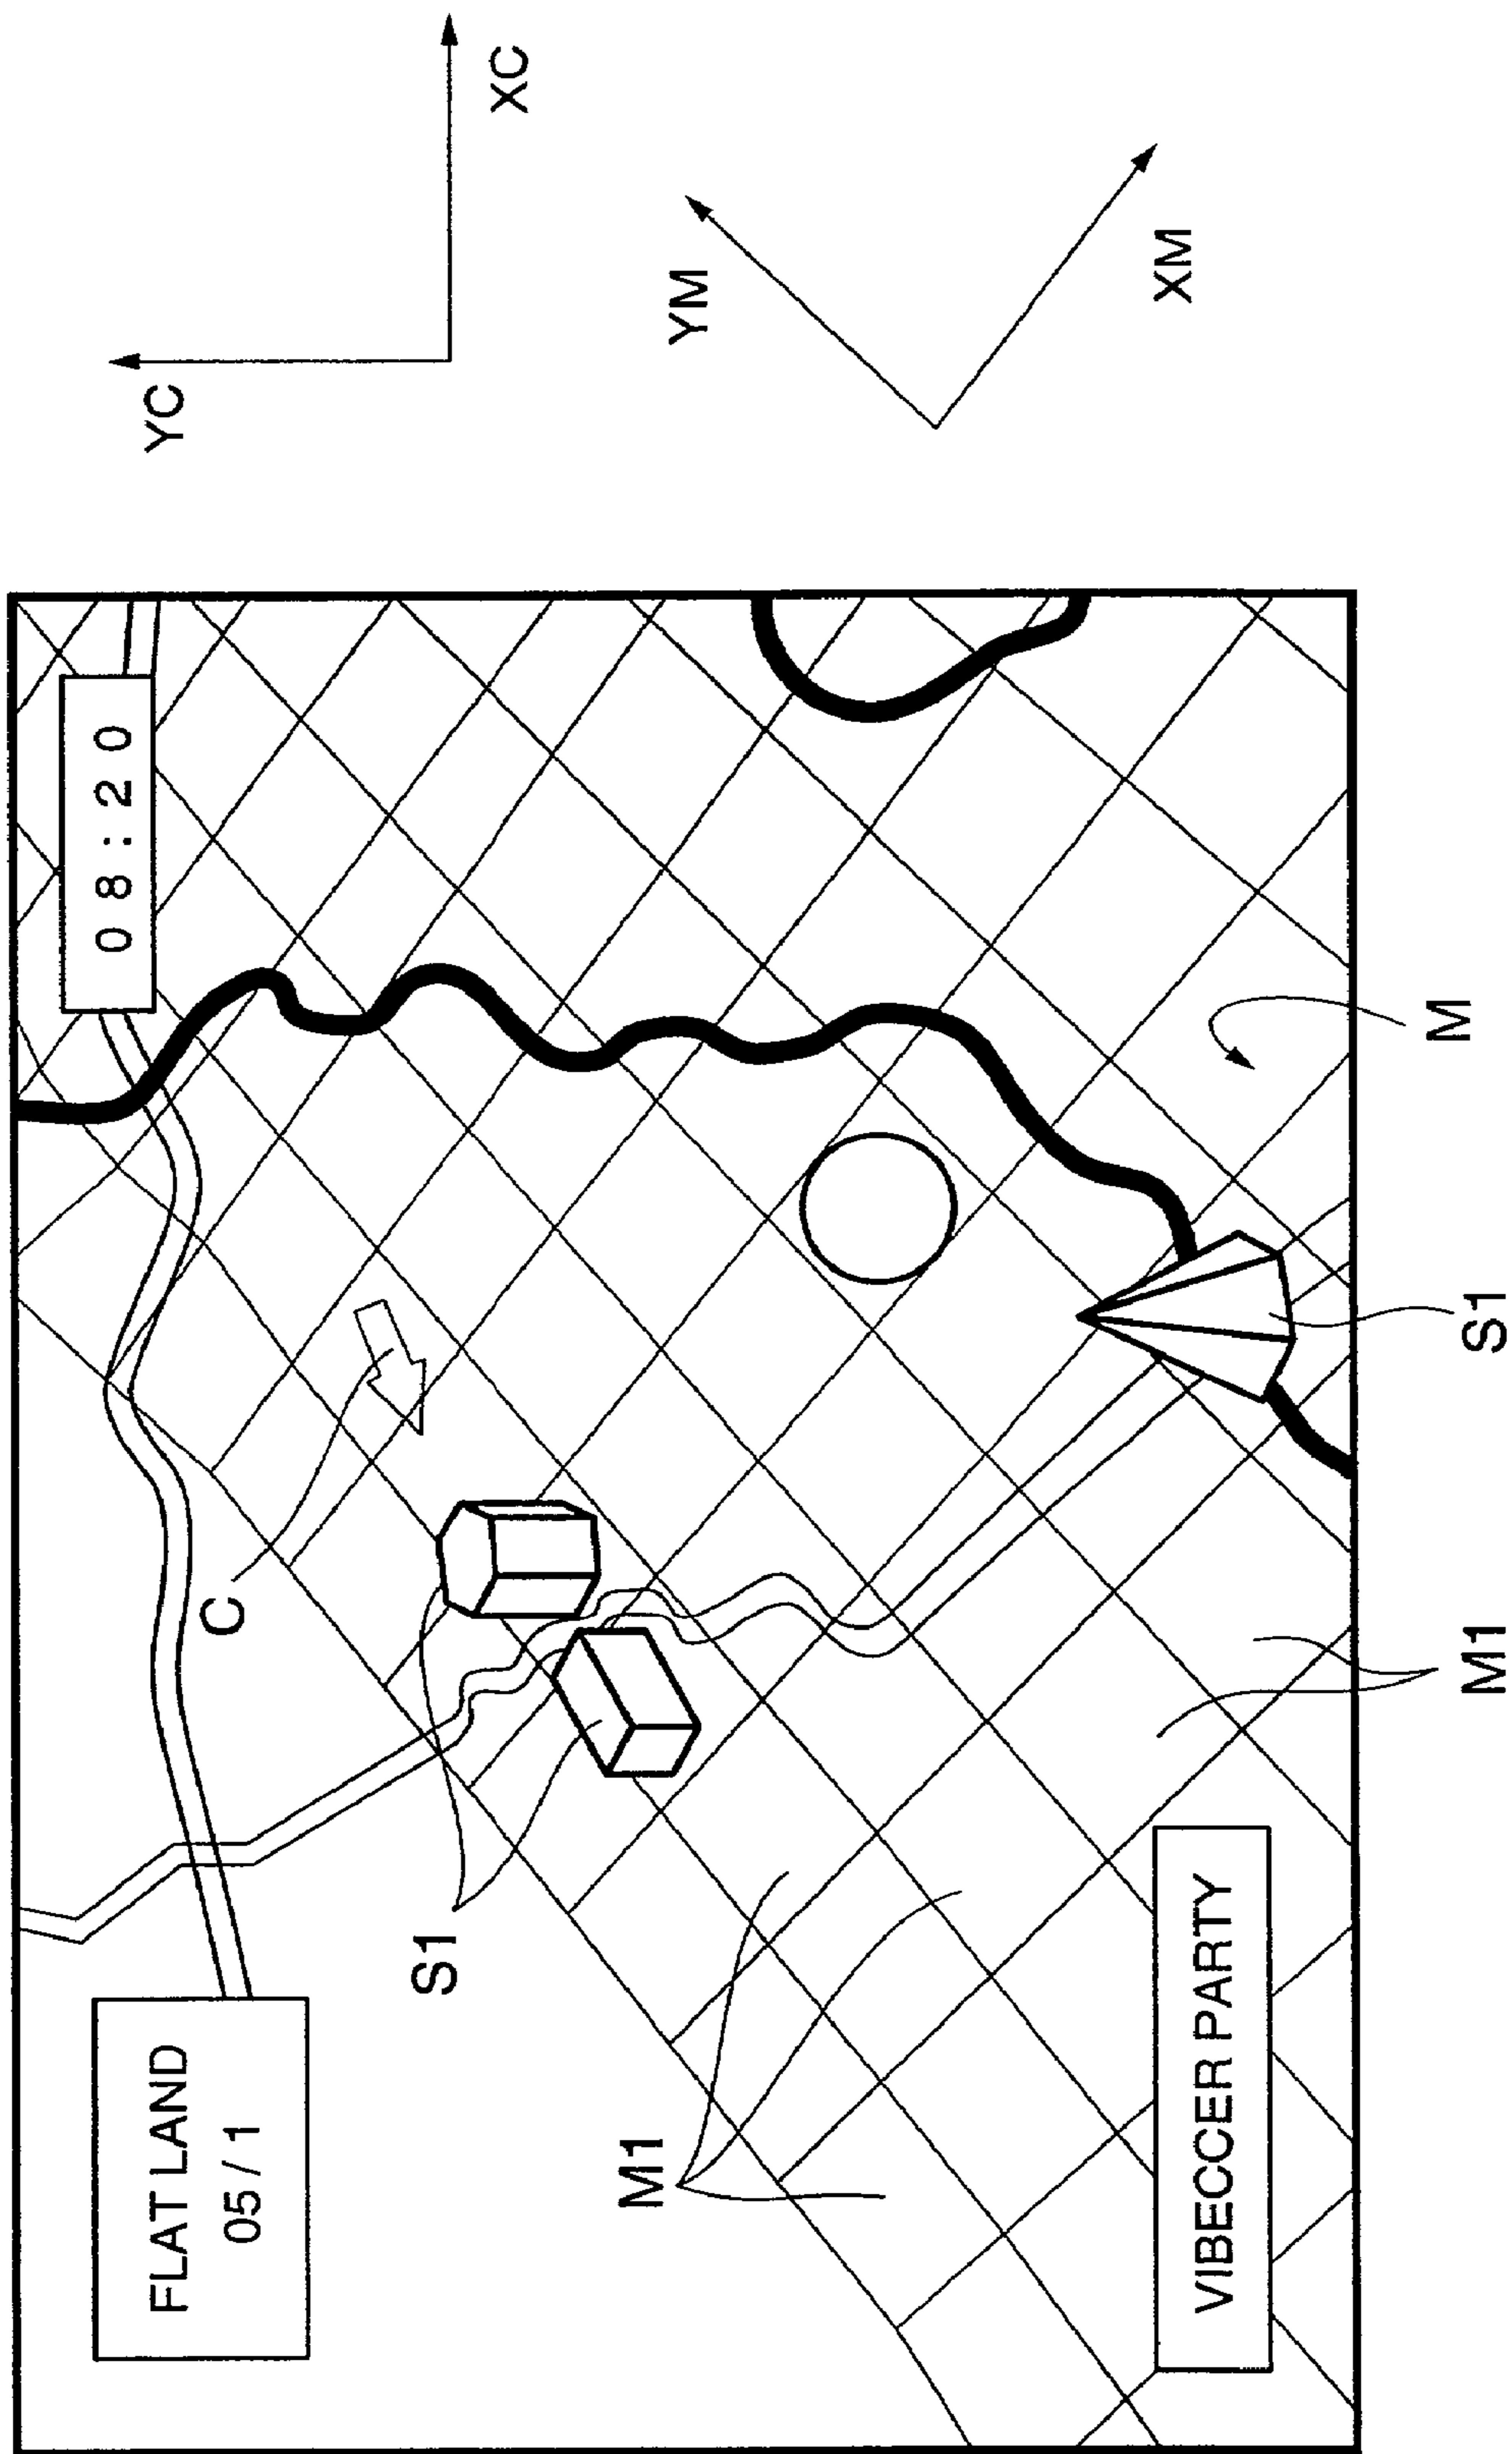 FLAT LAND
05 / 1
08:20
YC
XC
C
S1
YM
XM
M1
VIBECCER PARTY
M1
S1
M